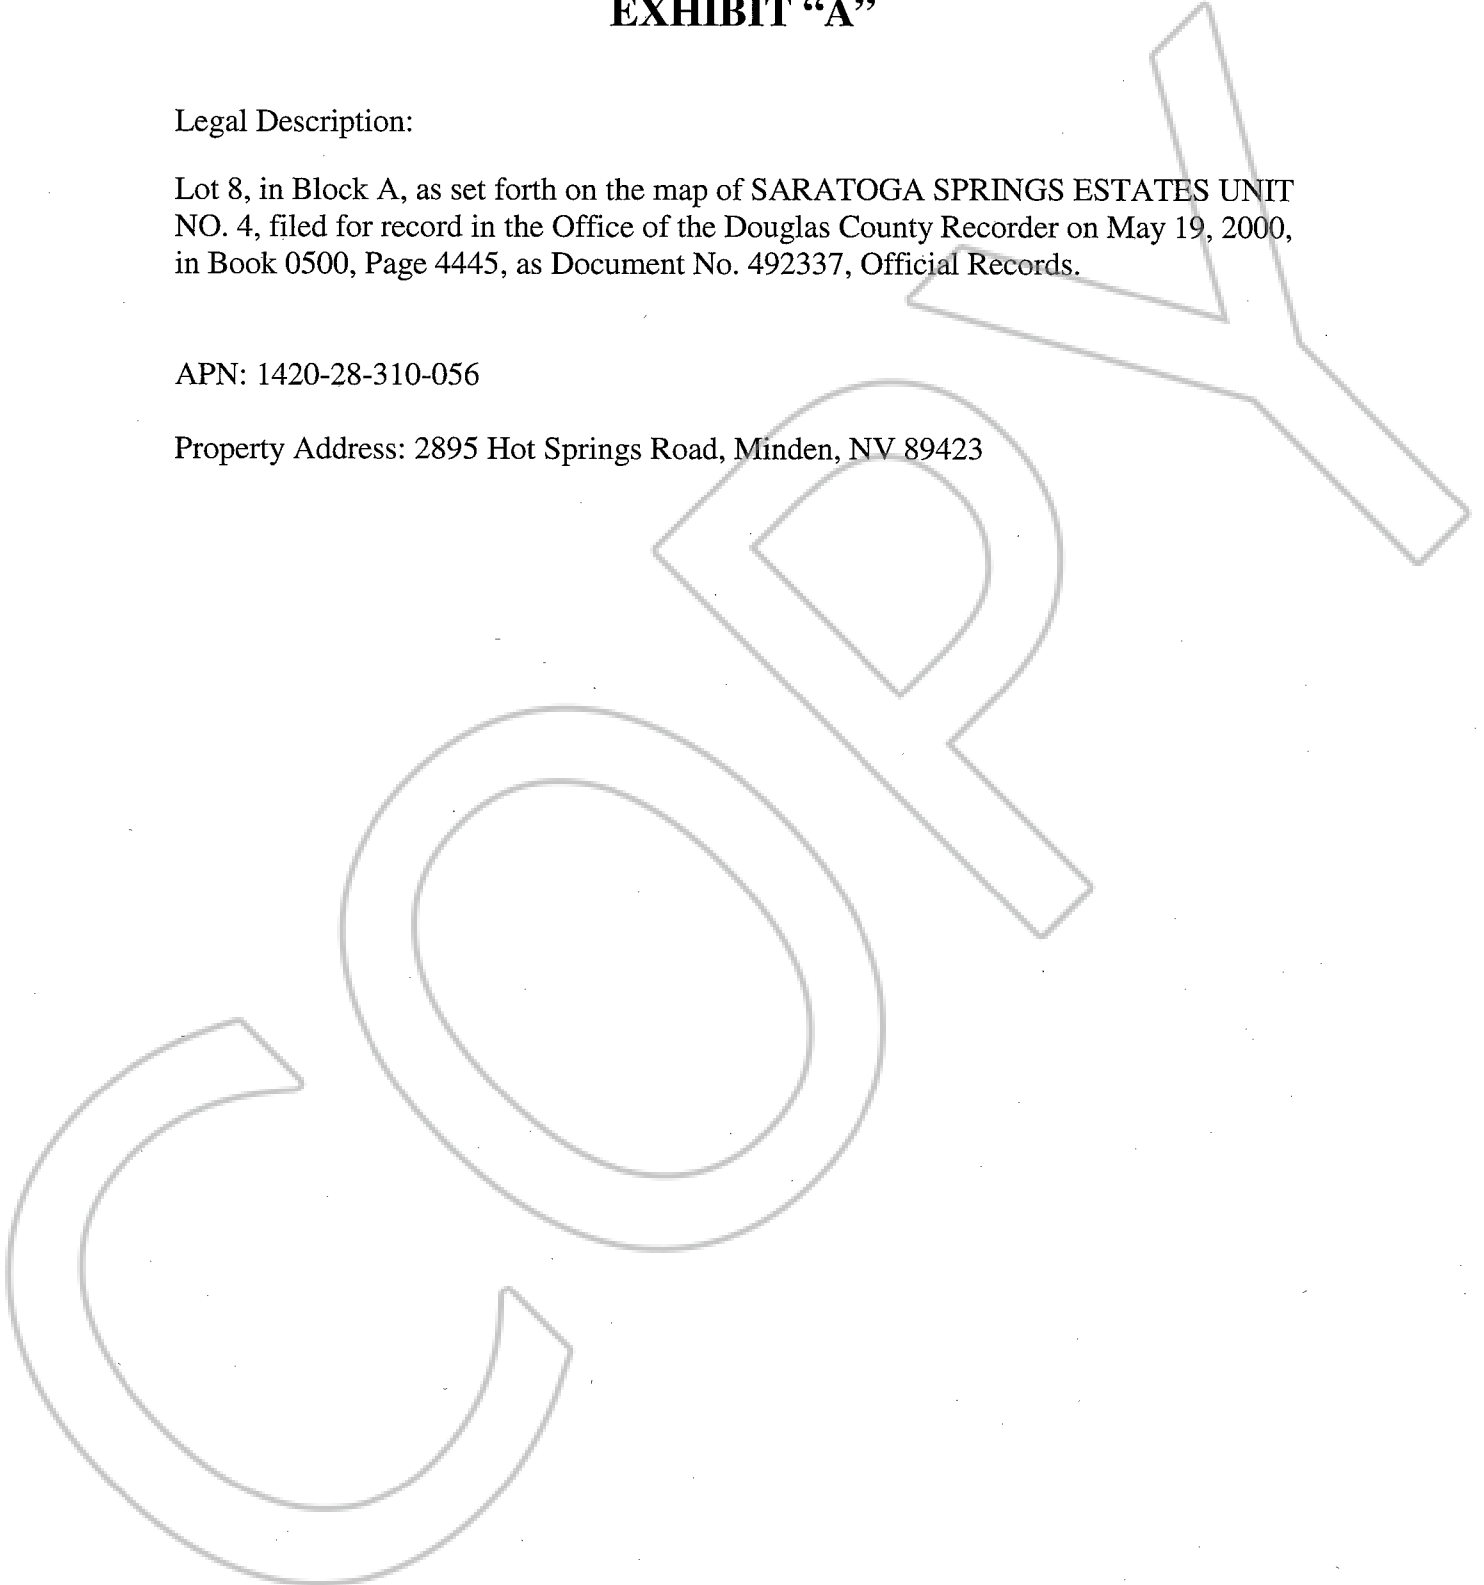 EXHIBIT “A”
Legal Description:
Lot 8, in Block A, as set forth on the map of SARATOGA SPRINGS ESTATES UNIT
NO. 4, filed for record in the Office of the Douglas County Recorder on May 19, 2000,
in Book 0500, Page 4445, as Document No. 492337, Official Records.
APN: 1420-28-310-056
Property Address: 2895 Hot Springs Road, Minden, NV 89423
COPY